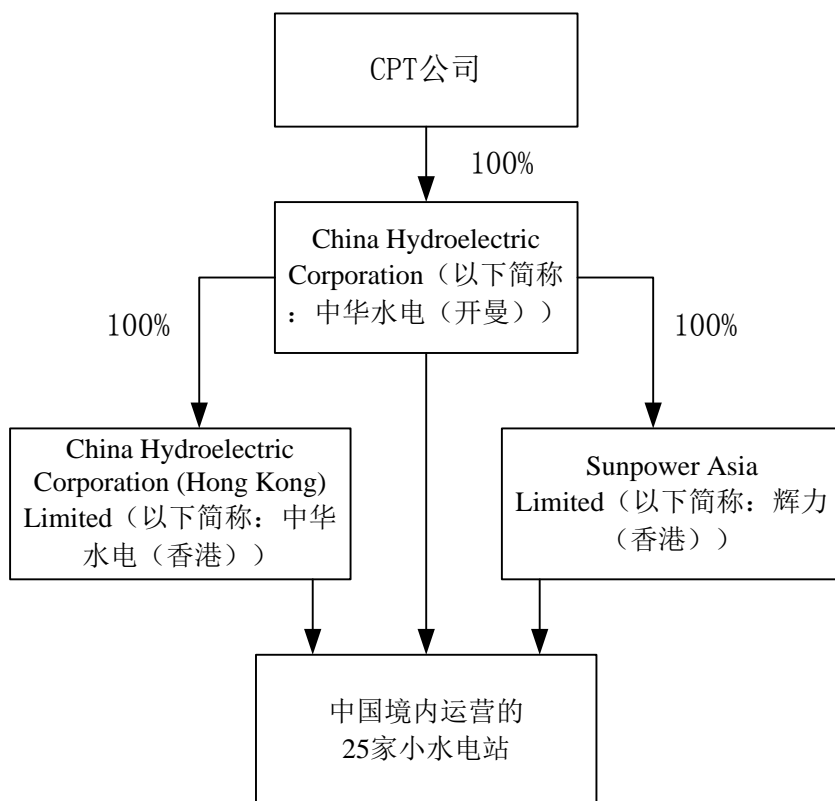 CPT公司
100%
China Hydroelectric
Corporation（以下简称
：中华水电（开曼））
100%
100%
China Hydroelectric
Corporation (Hong Kong)
Limited（以下简称：中华
水电（香港））
Sunpower Asia
Limited（以下简称：辉力
（香港））
中国境内运营的
25家小水电站